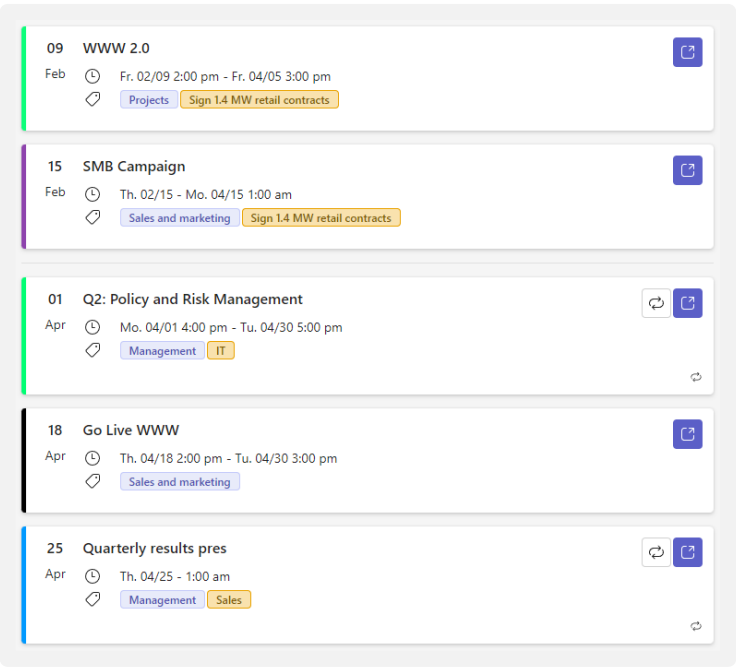 09 WWW 2.0
Feb Fr. 02/09 2:00 pm - Fr. 04/05 3:00 pm
Projects Sign 1.4 MW retail contracts
15 SMB Campaign
Feb Th. 02/15 - Mo. 04/15 1:00 am
Sales and marketing Sign 1.4 MW retail contracts
01 Q2: Policy and Risk Management
Apr Mo. 04/01 4:00 pm - Tu. 04/30 5:00 pm
Management IT
18 Go Live WWW
Apr Th. 04/18 2:00 pm - Tu. 04/30 3:00 pm
Sales and marketing
25 Quarterly results pres
Apr Th. 04/25 - 1:00 am
Management Sales